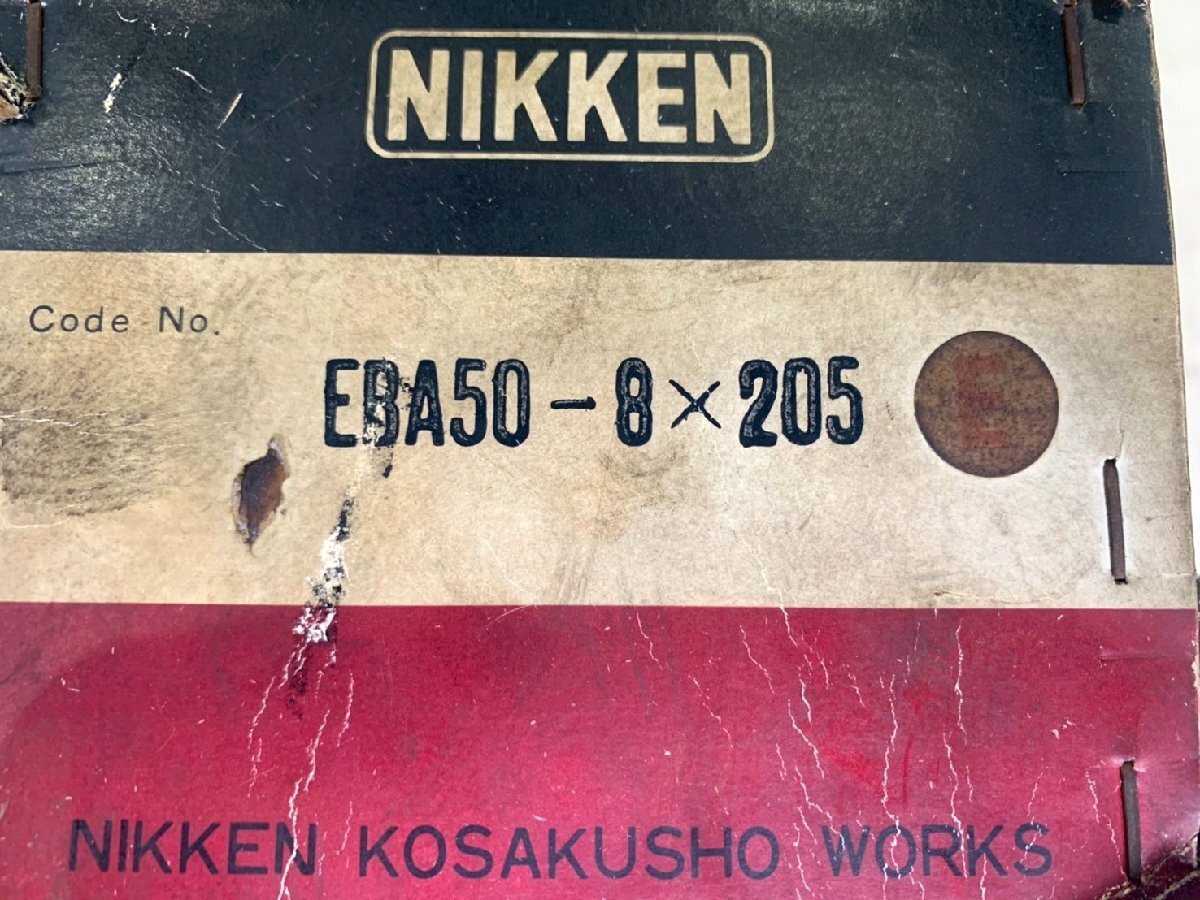 NIKKEN
Code No.
EBA50-8×205
NIKKEN KOSAKUSHO WORKS